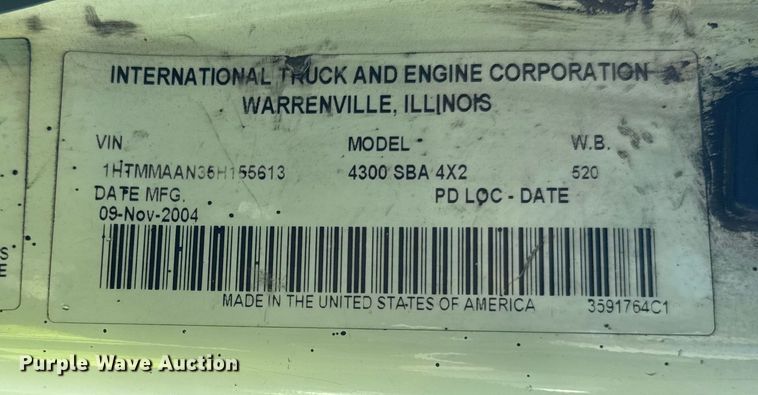 INTERNATIONAL TRUCK AND ENGINE CORPORATION
WARRENVILLE, ILLINOIS
VIN MODEL W.B.
1HTMMAAN35H155613 4300 SBA 4X2 520
DATE MFG. PD LOC - DATE
09-Nov-2004
S
E
MADE IN THE UNITED STATES OF AMERICA 3591764C1
Purple Wave Auction